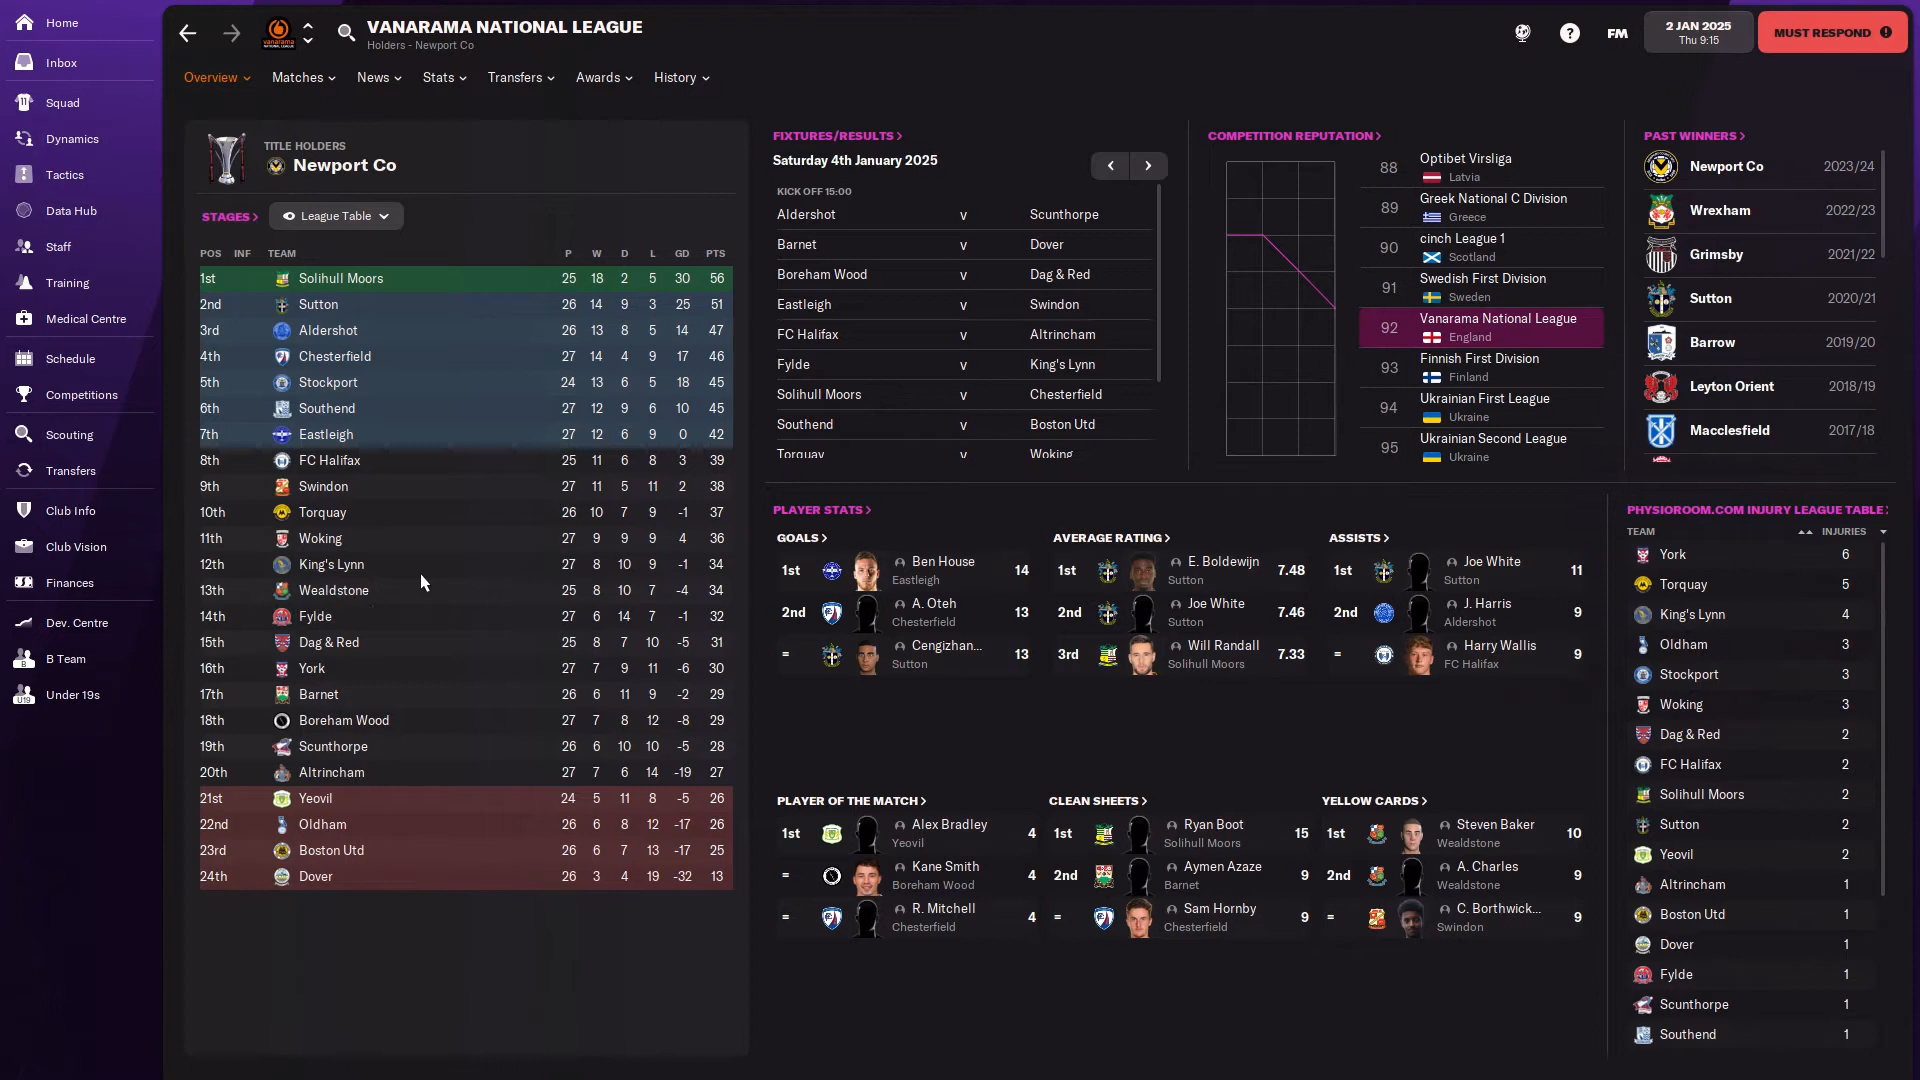 Home
Inbox
Squad
Dynamics
Tactics
Data Hub
Staff
Training
Medical Centre
Schedule
Competitions
Scouting
Transfers
Club Info
Club Vision
Finances
Dev. Centre
B Team
Under 19s
VANARAMA NATIONAL LEAGUE
Holders - Newport Co
FM
2 JAN 2025
Thu 9:15
MUST RESPOND
Overview Matches News Stats Transfers Awards History
TITLE HOLDERS
Newport Co
STAGES League Table
POS INF TEAM P W D L GD PTS
1st Solihull Moors 25 18 2 5 30 56
2nd Sutton 26 14 9 3 25 51
3rd Aldershot 26 13 8 5 14 47
4th Chesterfield 27 14 4 9 17 46
5th Stockport 24 13 6 5 18 45
6th Southend 27 12 9 6 10 45
7th Eastleigh 27 12 6 9 0 42
8th FC Halifax 25 11 6 8 3 39
9th Swindon 27 11 5 11 2 38
10th Torquay 26 10 7 9 -1 37
11th Woking 27 9 9 9 4 36
12th King's Lynn 27 8 10 9 -1 34
13th Wealdstone 25 8 10 7 -4 34
14th Fylde 27 6 14 7 -1 32
15th Dag & Red 25 8 7 10 -5 31
16th York 27 7 9 11 -6 30
17th Barnet 26 6 11 9 -2 29
18th Boreham Wood 27 7 8 12 -8 29
19th Scunthorpe 26 6 10 10 -5 28
20th Altrincham 27 7 6 14 -19 27
21st Yeovil 24 5 11 8 -5 26
22nd Oldham 26 6 8 12 -17 26
23rd Boston Utd 26 6 7 13 -17 25
24th Dover 26 3 4 19 -32 13
FIXTURES/RESULTS
Saturday 4th January 2025
KICK OFF 15:00
Aldershot v Scunthorpe
Barnet v Dover
Boreham Wood v Dag & Red
Eastleigh v Swindon
FC Halifax v Altrincham
Fylde v King's Lynn
Solihull Moors v Chesterfield
Southend v Boston Utd
Torquay v Woking
COMPETITION REPUTATION
88 Optibet Virsliga
Latvia
89 Greek National C Division
Greece
90 cinch League 1
Scotland
91 Swedish First Division
Sweden
92 Vanarama National League
England
93 Finnish First Division
Finland
94 Ukrainian First League
Ukraine
95 Ukrainian Second League
Ukraine
PAST WINNERS
Newport Co 2023/24
Wrexham 2022/23
Grimsby 2021/22
Sutton 2020/21
Barrow 2019/20
Leyton Orient 2018/19
Macclesfield 2017/18
PLAYER STATS
GOALS
1st Ben House 14
Eastleigh
2nd A. Oteh 13
Chesterfield
= Cengizhan... 13
Sutton
AVERAGE RATING
1st E. Boldewijn 7.48
Sutton
2nd Joe White 7.46
Sutton
3rd Will Randall 7.33
Solihull Moors
ASSISTS
1st Joe White 11
Sutton
2nd J. Harris 9
Aldershot
= Harry Wallis 9
FC Halifax
PLAYER OF THE MATCH
1st Alex Bradley 4
Yeovil
= Kane Smith 4
Boreham Wood
= R. Mitchell 4
Chesterfield
CLEAN SHEETS
1st Ryan Boot 15
Solihull Moors
2nd Aymen Azaze 9
Barnet
= Sam Hornby 9
Chesterfield
YELLOW CARDS
1st Steven Baker 10
Wealdstone
2nd A. Charles 9
Wealdstone
= C. Borthwick... 9
Swindon
PHYSIOROOM.COM INJURY LEAGUE TABLE
TEAM INJURIES
York 6
Torquay 5
King's Lynn 4
Oldham 3
Stockport 3
Woking 3
Dag & Red 2
FC Halifax 2
Solihull Moors 2
Sutton 2
Yeovil 2
Altrincham 1
Boston Utd 1
Dover 1
Fylde 1
Scunthorpe 1
Southend 1